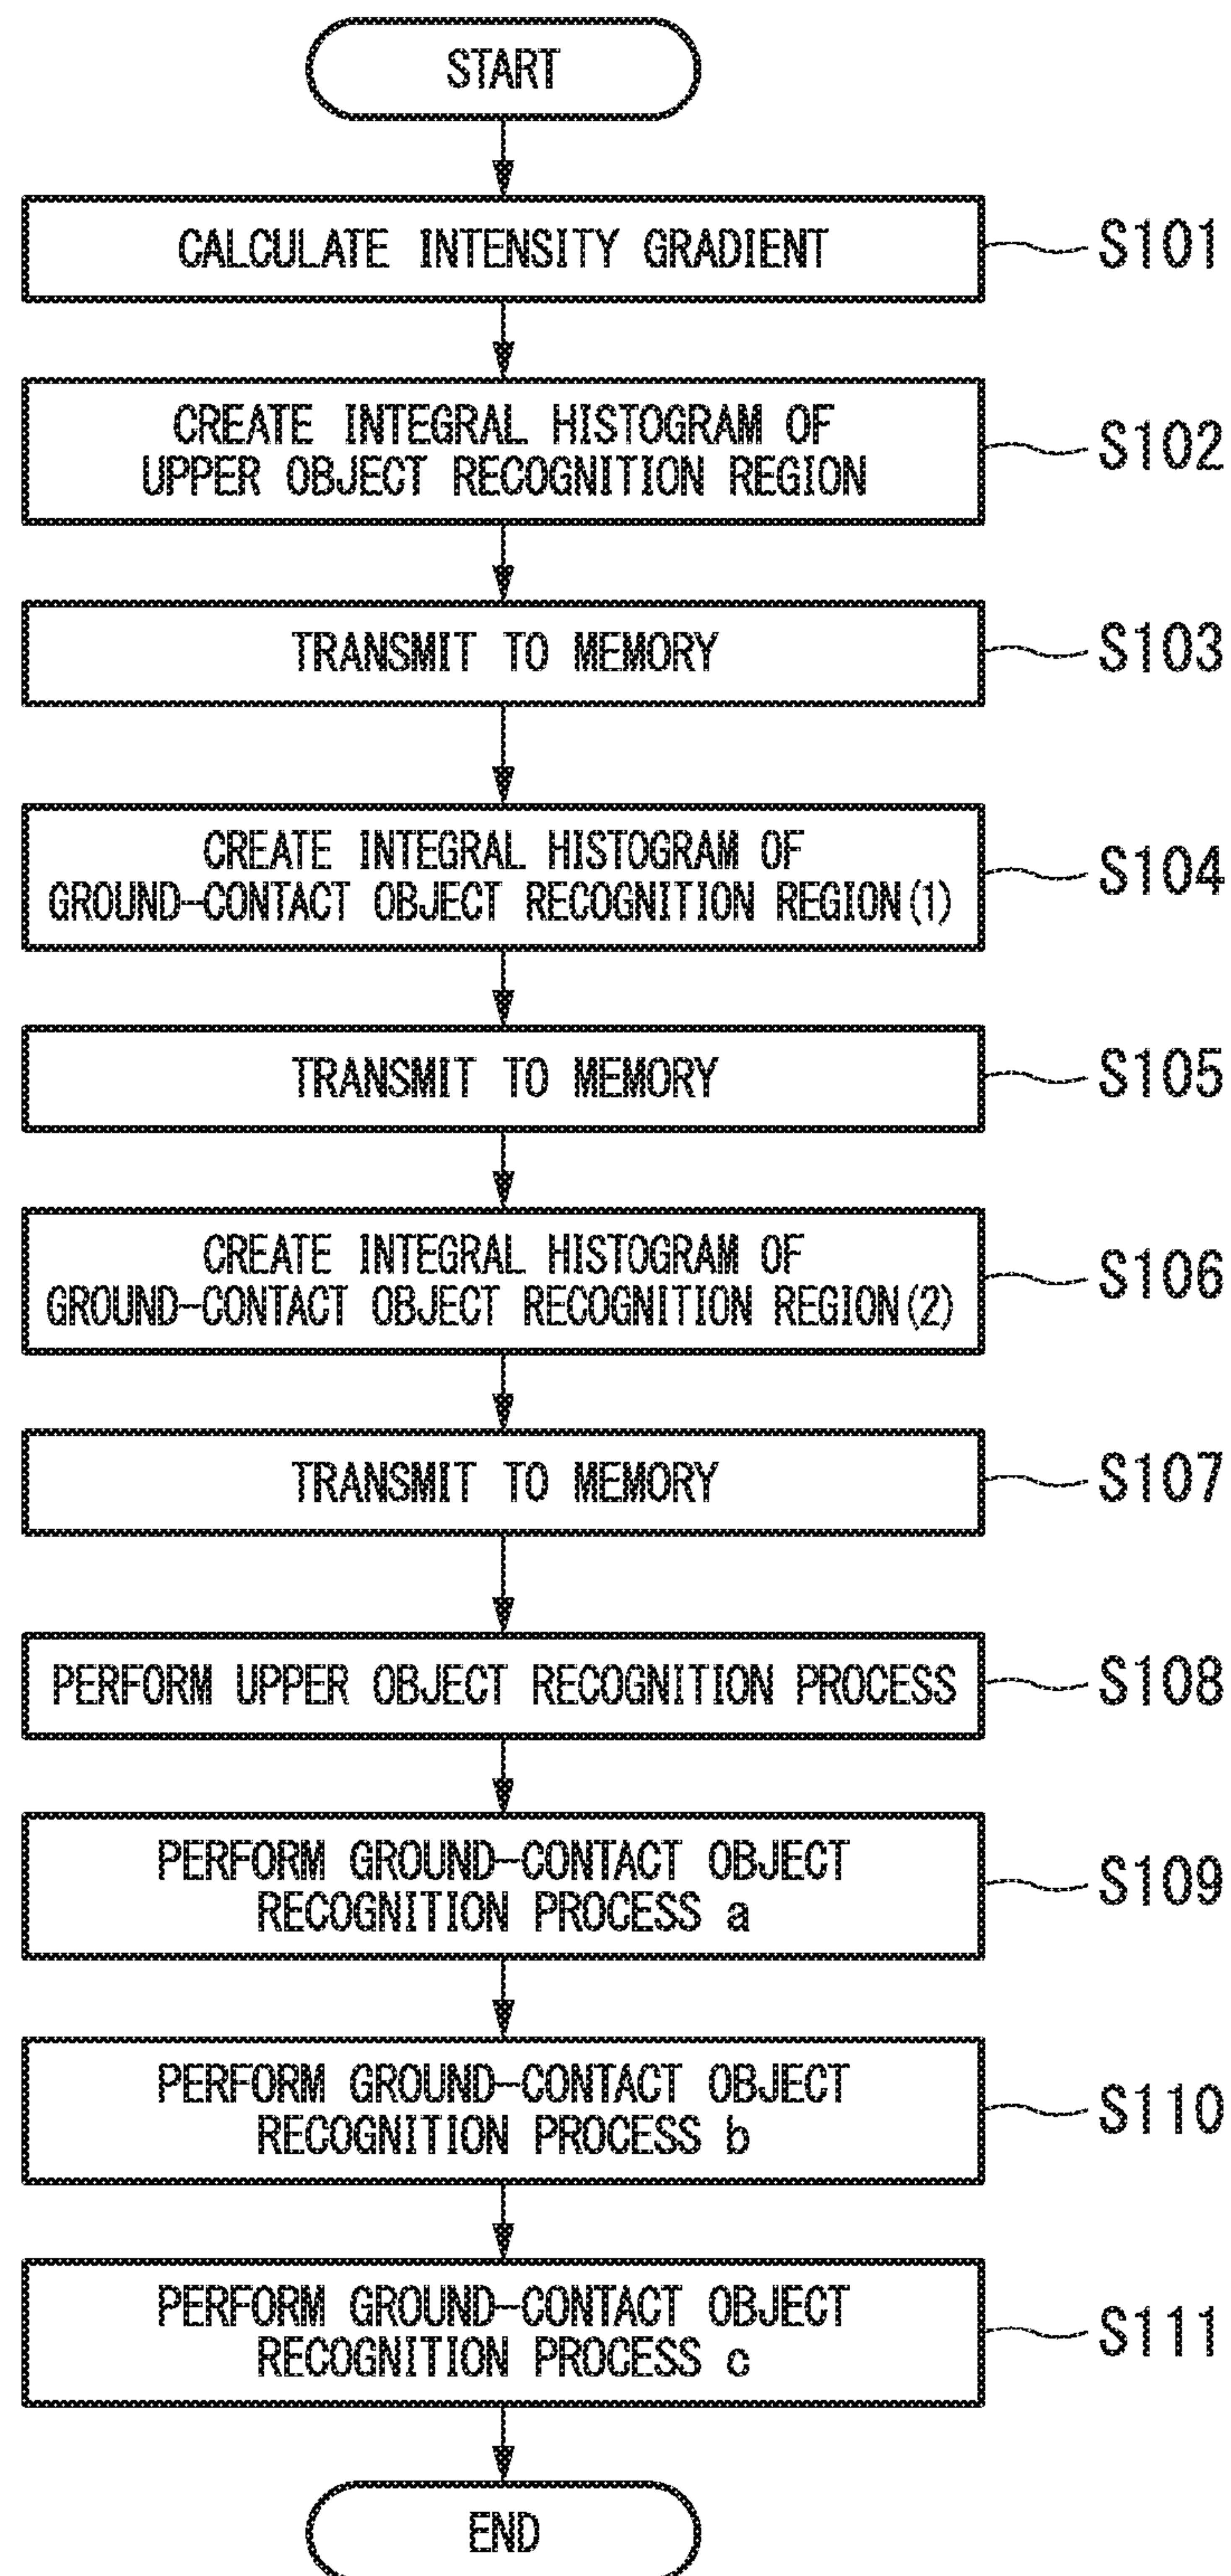 START
CALCULATE INTENSITY GRADIENT
S101
CREATE INTEGRAL HISTOGRAM OF
UPPER OBJECT RECOGNITION REGION
S102
TRANSMIT TO MEMORY
S103
CREATE INTEGRAL HISTOGRAM OF
GROUND-CONTACT OBJECT RECOGNITION REGION(1)
S104
TRANSMIT TO MEMORY
S105
CREATE INTEGRAL HISTOGRAM OF
GROUND-CONTACT OBJECT RECOGNITION REGION(2)
S106
TRANSMIT TO MEMORY
S107
PERFORM UPPER OBJECT RECOGNITION PROCESS
S108
PERFORM GROUND-CONTACT OBJECT
RECOGNITION PROCESS a
S109
PERFORM GROUND-CONTACT OBJECT
RECOGNITION PROCESS b
S110
PERFORM GROUND-CONTACT OBJECT
RECOGNITION PROCESS c
S111
END